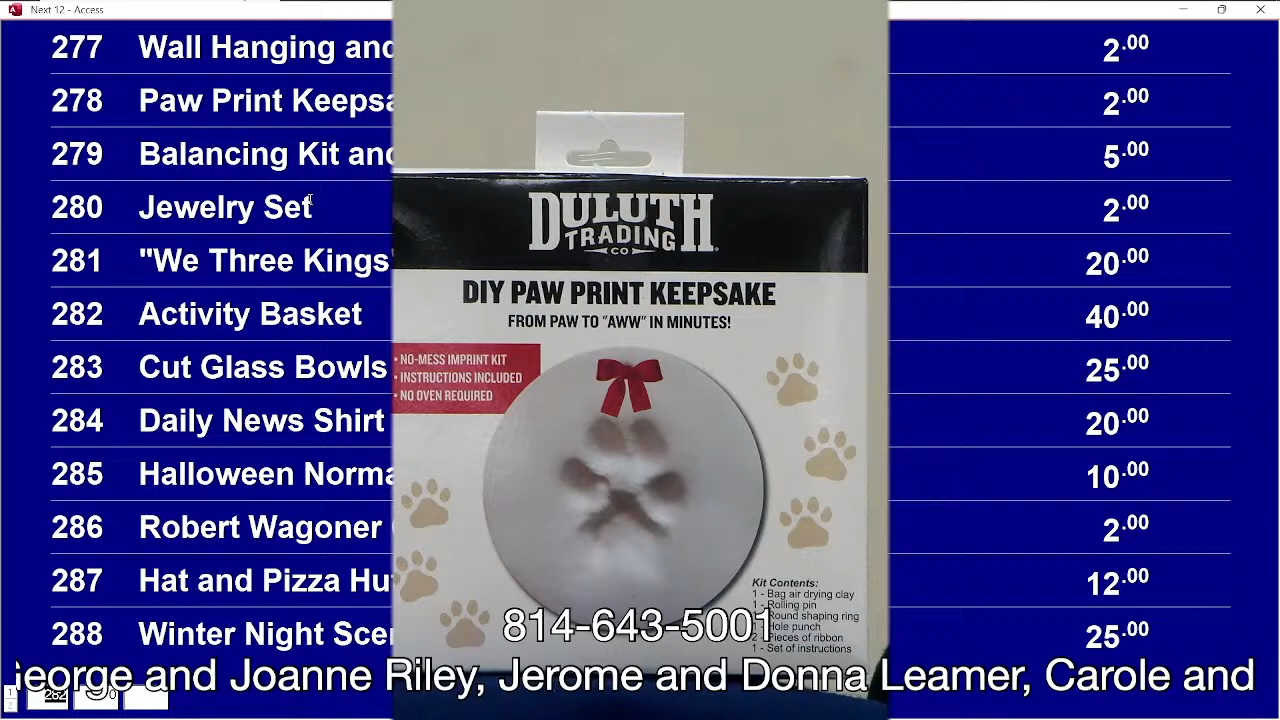 Next 12 - Access
277 Wall Hanging and 2.00
278 Paw Print Keepsa 2.00
279 Balancing Kit and 5.00
280 Jewelry Set 2.00
281 "We Three Kings" 20.00
282 Activity Basket 40.00
283 Cut Glass Bowls 25.00
284 Daily News Shirt 20.00
285 Halloween Norma 10.00
286 Robert Wagoner 2.00
287 Hat and Pizza Hu 12.00
288 Winter Night Sce 25.00
DULUTH
TRADING
CO
DIY PAW PRINT KEEPSAKE
FROM PAW TO "AWW" IN MINUTES!
• NO-MESS IMPRINT KIT
• INSTRUCTIONS INCLUDED
• NO OVEN REQUIRED
Kit Contents:
1 - Bag air drying clay
1 - Rolling pin
Round shaping ring
Hole punch
2 Pieces of ribbon
1 - Set of instructions
814-643-5001
George and Joanne Riley, Jerome and Donna Leamer, Carole and